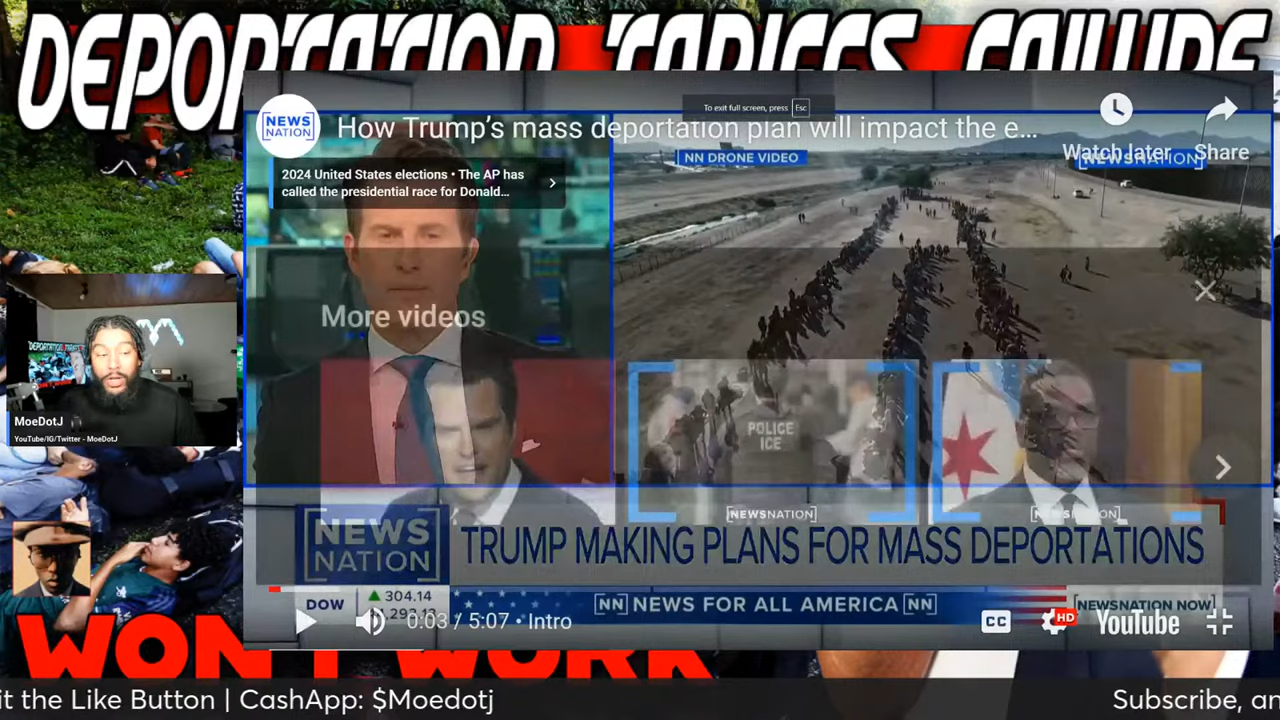 DEPORTATION TARIFFS FAILURE
To exit full screen, press Esc
NEWS
NATION
How Trump's mass deportation plan will impact the e...
Watch later
Share
NN DRONE VIDEO
NEWSNATION
2024 United States elections • The AP has
called the presidential race for Donald...
More videos
MoeDotJ
YouTube/IG/Twitter - MoeDotJ
POLICE
ICE
[NEWSNATION]
NEWS
NATION
TRUMP MAKING PLANS FOR MASS DEPORTATIONS
DOW
▲ 304.14
NN NEWS FOR ALL AMERICA NN
NEWSNATION NOW
0:03 / 5:07 • Intro
CC
HD
YouTube
WON'T WORK
it the Like Button | CashApp: $Moedotj
Subscribe, an